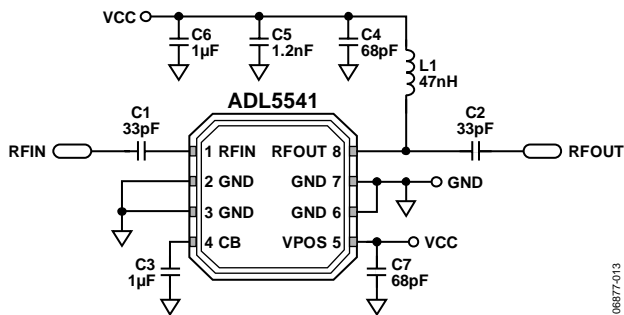 VCC
C6
1µF
C5
1.2nF
C4
68pF
L1
47nH
ADL5541
C1
33pF
C2
33pF
RFIN
1 RFIN
RFOUT 8
RFOUT
2 GND
GND 7
GND
3 GND
GND 6
4 CB
VPOS 5
VCC
C3
1µF
C7
68pF
06877-013